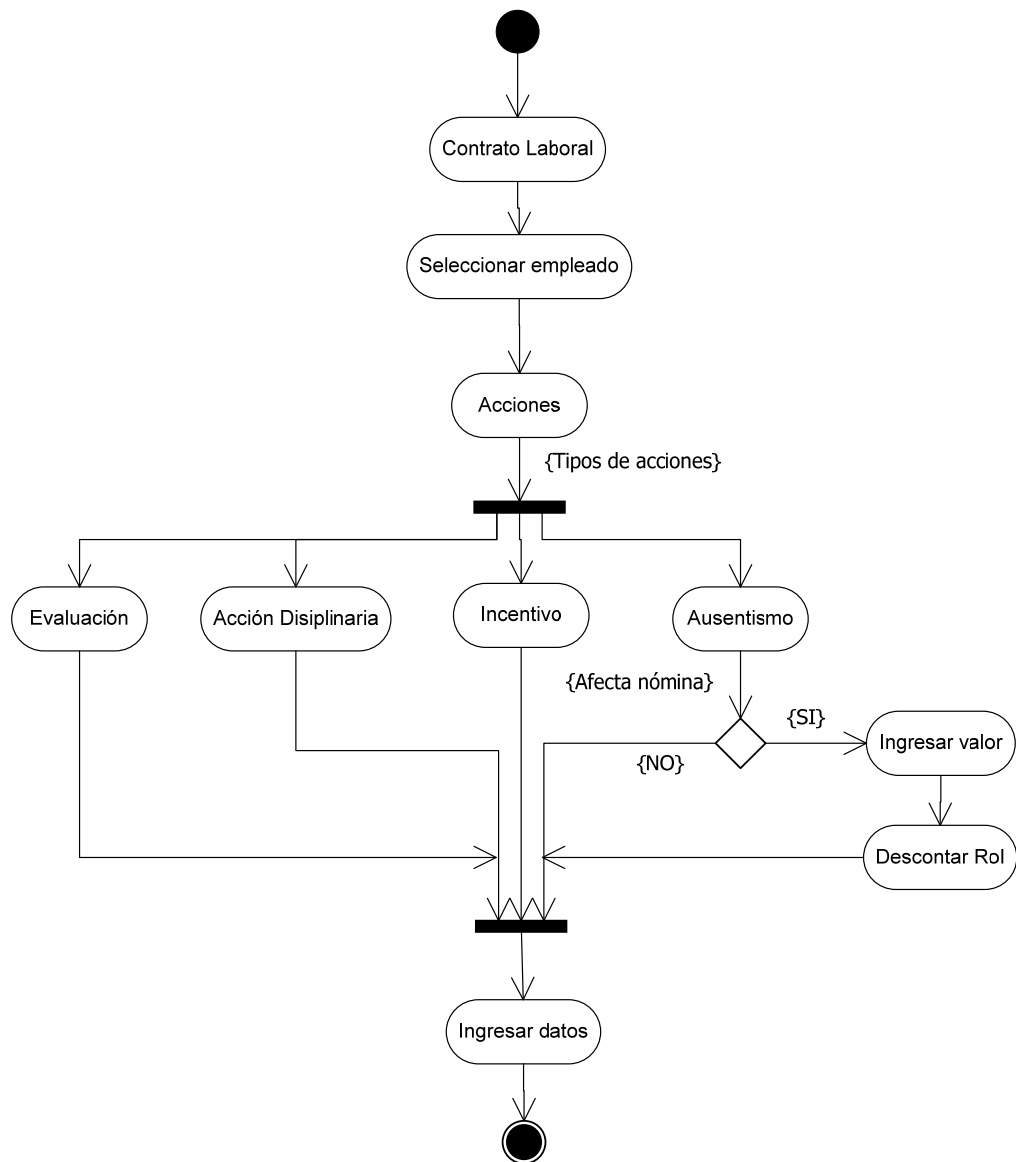 Contrato Laboral
Seleccionar empleado
Acciones
{Tipos de acciones}
Evaluación
Acción Disiplinaria
Incentivo
Ausentismo
{Afecta nómina}
{SI}
{NO}
Ingresar valor
Descontar Rol
Ingresar datos